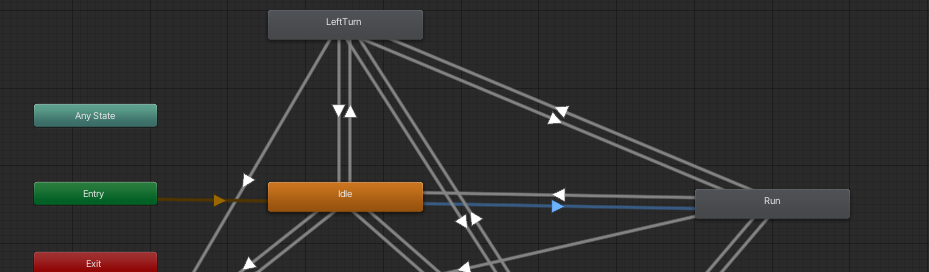 LeftTurn
Any State
Entry
Idle
Run
Exit